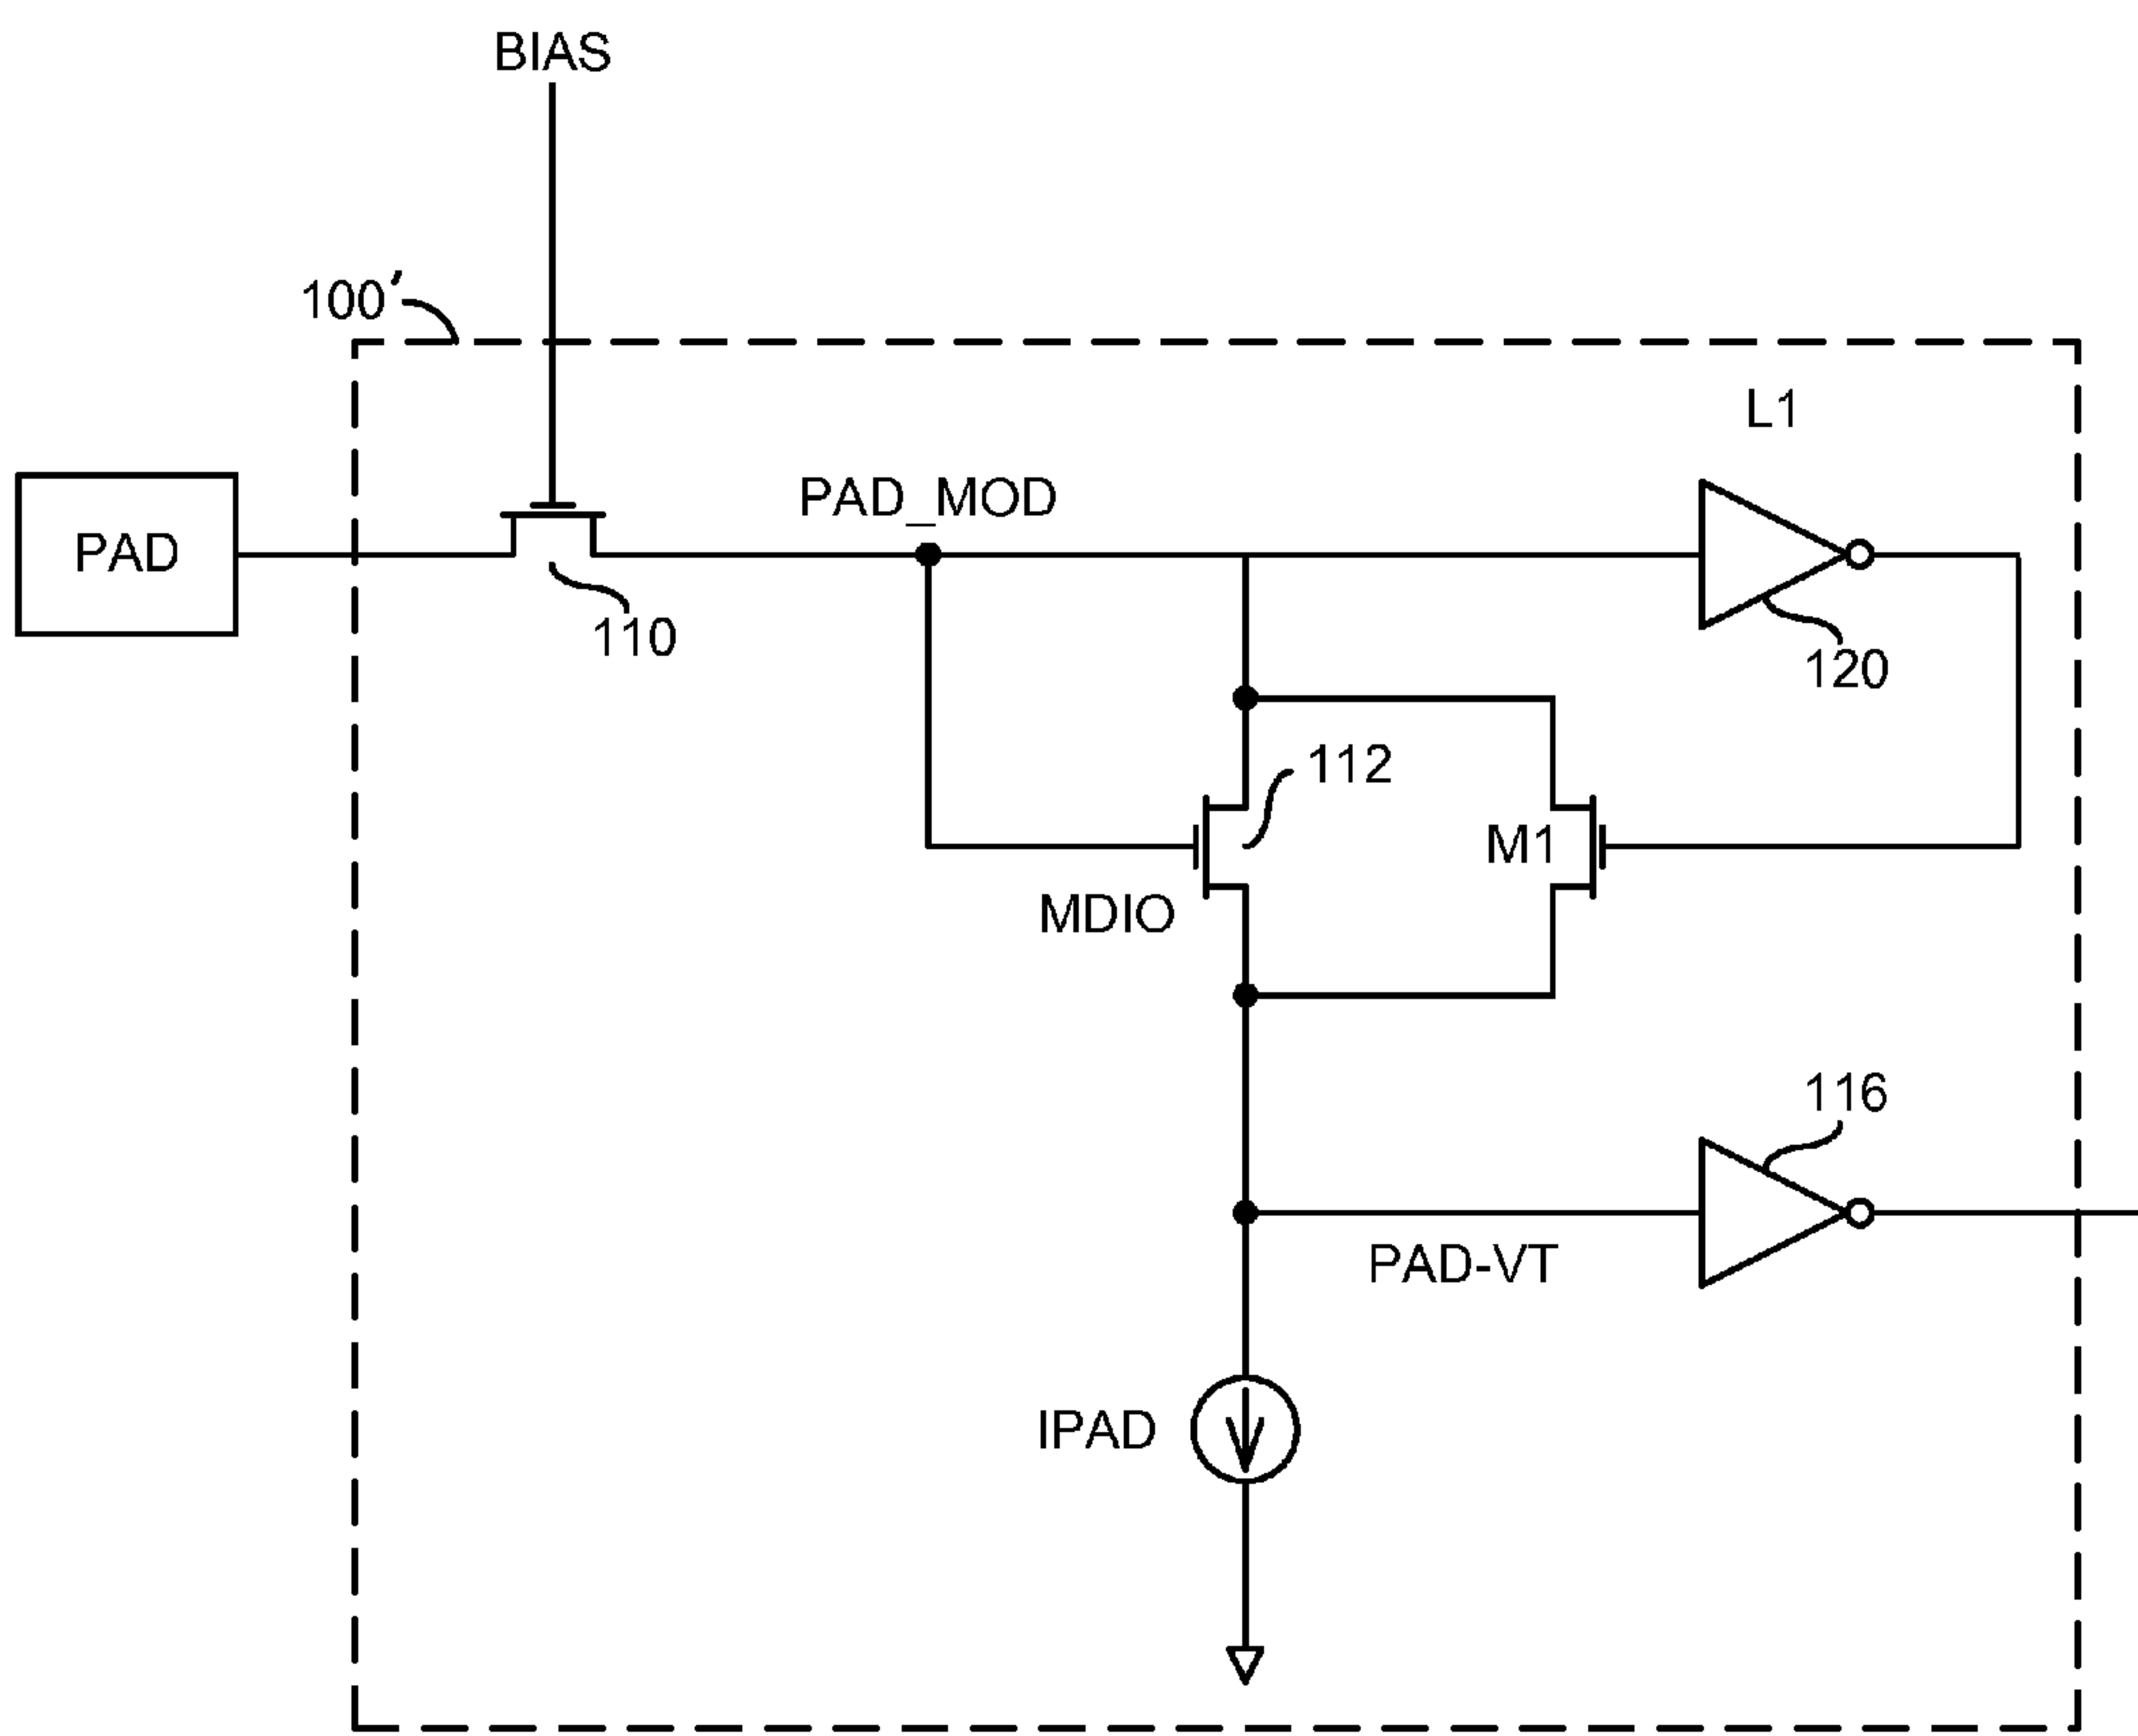 BIAS
100′
L1
PAD
PAD_MOD
110
120
112
M1
MDIO
116
PAD-VT
IPAD